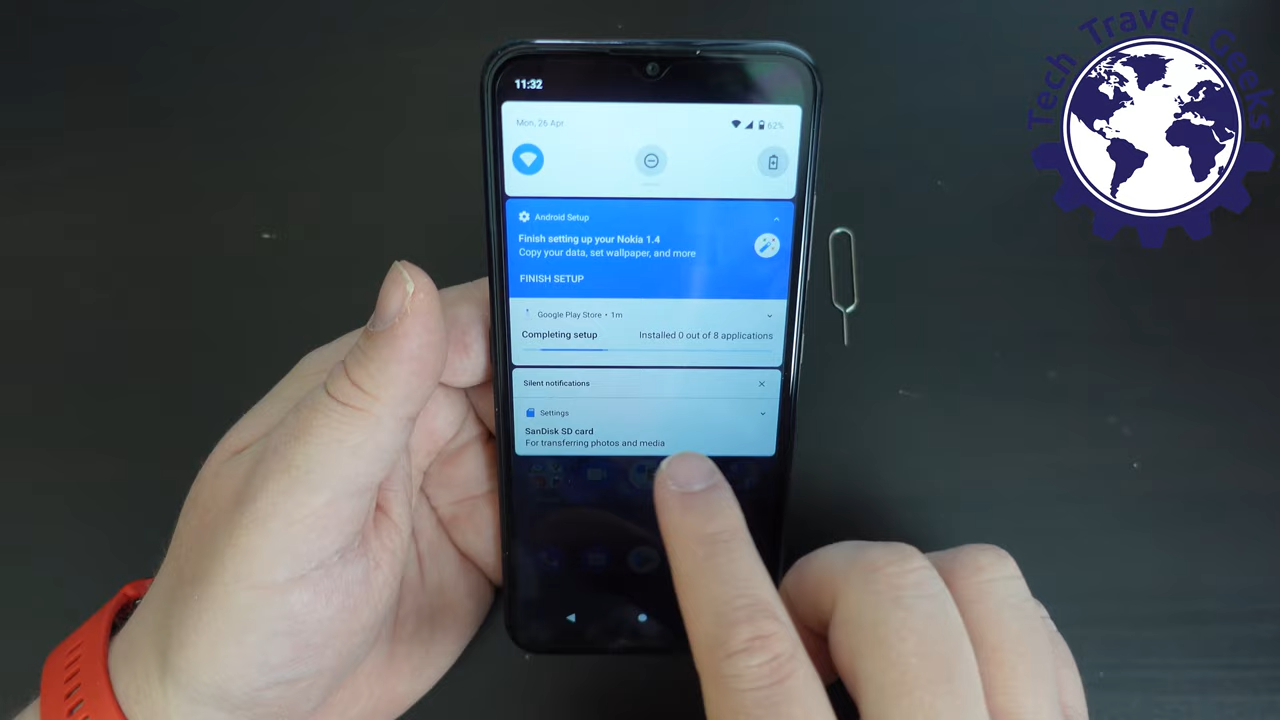 Tech Travel Geeks
11:32
Mon, 26 Apr
62%
Android Setup
Finish setting up your Nokia 1.4
Copy your data, set wallpaper, and more
FINISH SETUP
Google Play Store • 1m
Completing setup Installed 0 out of 8 applications
Silent notifications
Settings
SanDisk SD card
For transferring photos and media